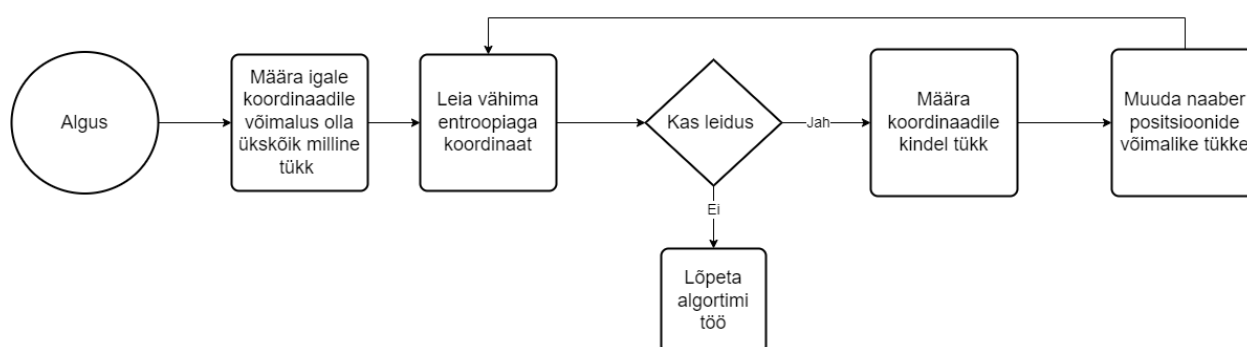 Algus
Määra igale
koordinaadile
võimalus olla
ükskõik milline
tükk
Leia vähima
entroopiaga
koordinaat
Kas leidus
Jah
Ei
Määra
koordinaadile
kindel tükk
Muuda naaber
positsioonide
võimalike tükke
Lõpeta
algortimi
töö